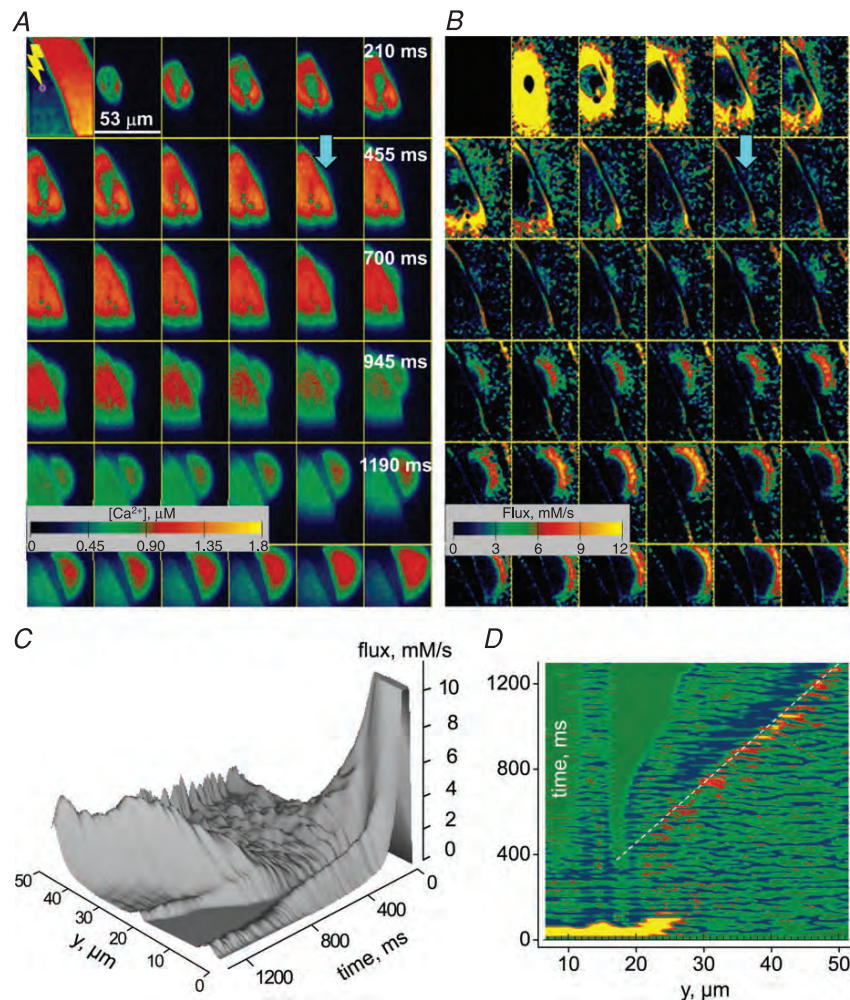 A
210 ms
53 μm
455 ms
700 ms
945 ms
1190 ms
[Ca²⁺], μM
0 0.45 0.90 1.35 1.8
B
Flux, mM/s
0 3 6 9 12
C
flux, mM/s
10
8
6
4
2
0
50
40
30
20
10
0
y, μm
0
400
800
1200
time, ms
D
1200
800
400
0
time, ms
10 20 30 40 50
y, μm